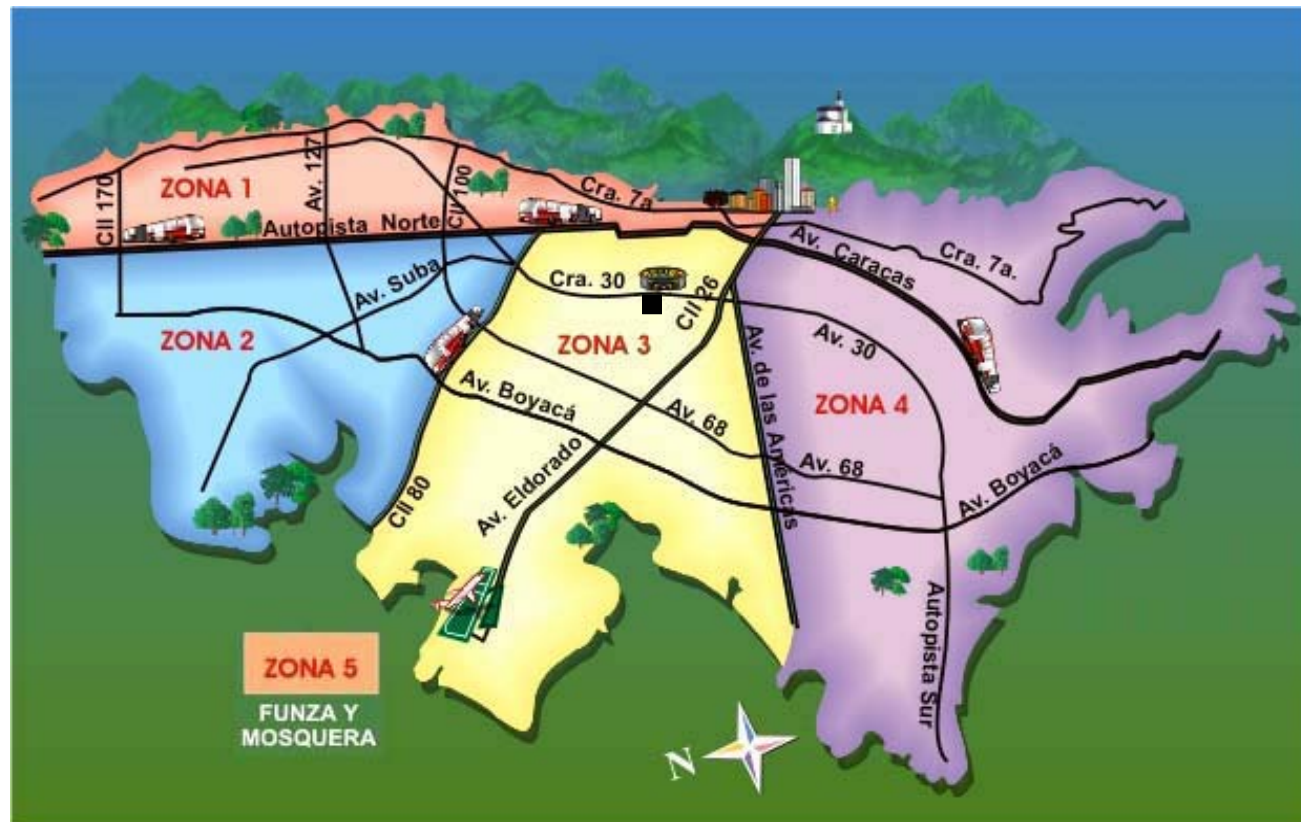 Cll 170
ZONA 1
Av. 127
Cll 100
Cra. 7a
Autopista Norte
Av. Caracas
Cra. 7a.
Av. Suba
Cra. 30
Cll 26
ZONA 2
ZONA 3
Av. 30
Av. Boyacá
Av. de las Américas
ZONA 4
Av. 68
Av. 68
Cll 80
Av. Eldorado
Av. Boyacá
Autopista Sur
ZONA 5
FUNZA Y
MOSQUERA
N